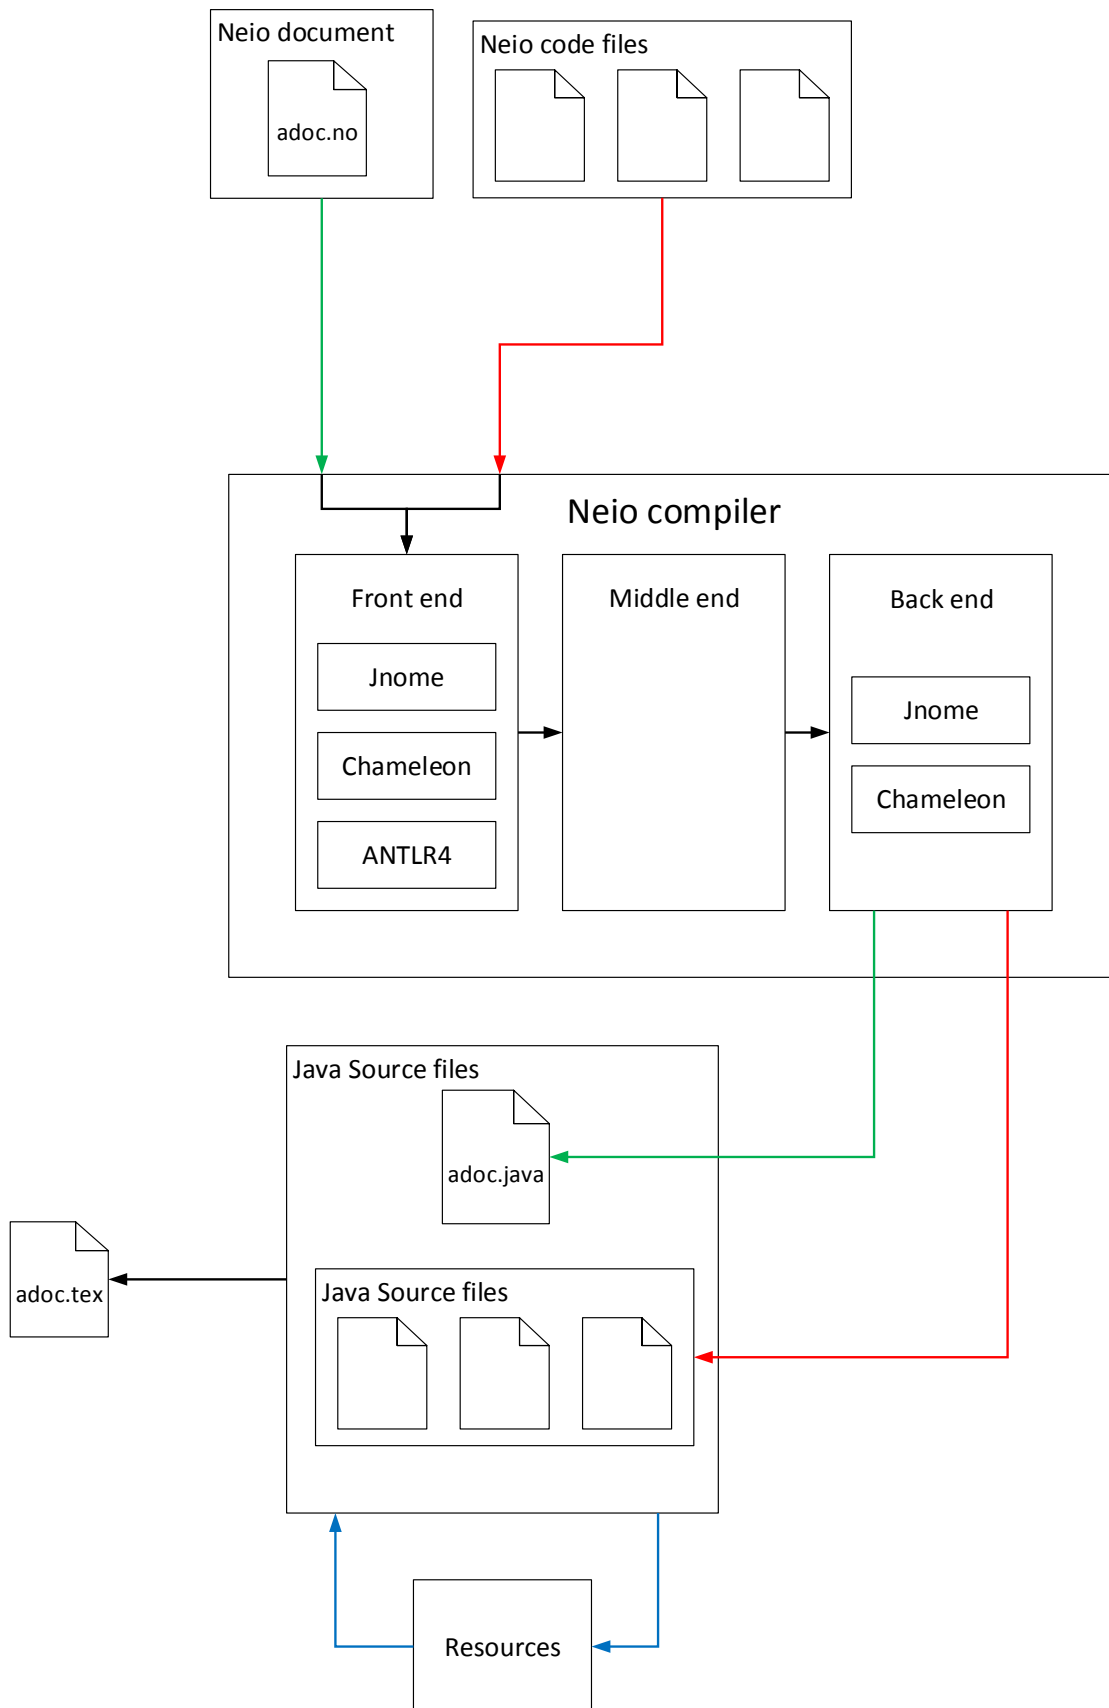 Neio document
adoc.no
Neio code files
Neio compiler
Front end
Jnome
Chameleon
ANTLR4
Middle end
Back end
Jnome
Chameleon
Java Source files
adoc.java
adoc.tex
Java Source files
Resources